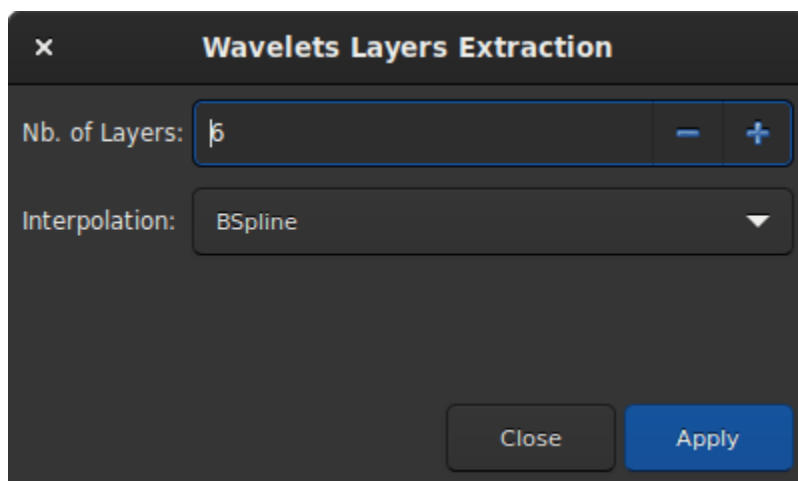 Wavelets Layers Extraction
Nb. of Layers: 6
Interpolation: BSpline
Close Apply